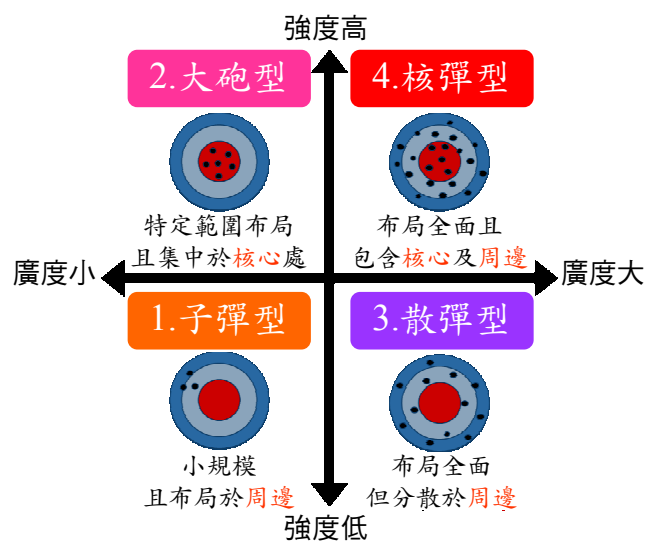 強度高
2.大砲型
4.核彈型
特定範圍布局
且集中於核心處
布局全面且
包含核心及周邊
廣度小
廣度大
1.子彈型
3.散彈型
小規模
且布局於周邊
布局全面
但分散於周邊
強度低